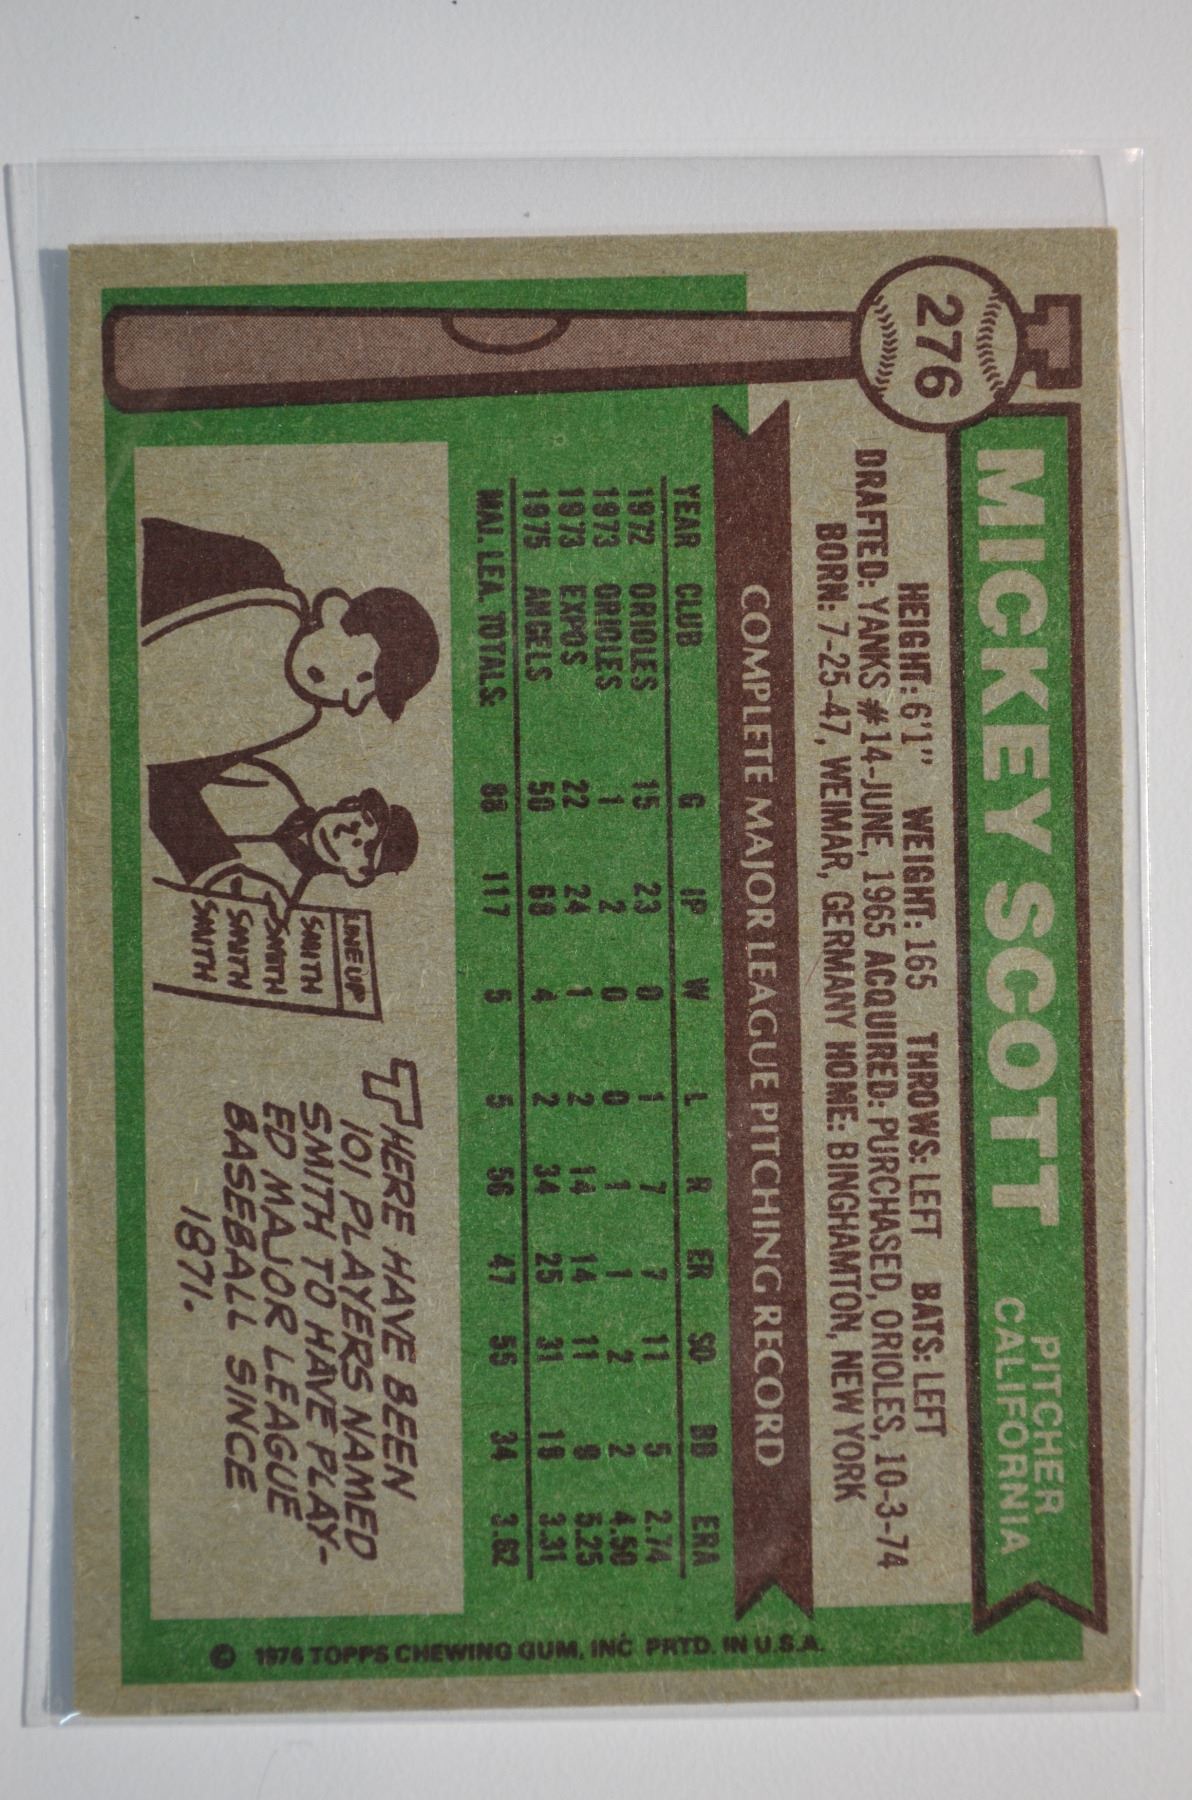 276
MICKEY SCOTT
PITCHER
CALIFORNIA
HEIGHT: 6'1" WEIGHT: 165 THROWS: LEFT BATS: LEFT
DRAFTED: YANKS #14-JUNE, 1965 ACQUIRED: PURCHASED, ORIOLES, 10-3-74
BORN: 7-25-47, WEIMAR, GERMANY HOME: BINGHAMTON, NEW YORK
COMPLETE MAJOR LEAGUE PITCHING RECORD
YEAR CLUB G IP W L R ER SO BB ERA
1972 ORIOLES 15 23 0 1 7 7 11 5 2.74
1973 ORIOLES 1 2 0 0 1 1 2 2 4.50
1973 EXPOS 22 24 1 2 14 14 11 9 5.25
1975 ANGELS 50 68 4 2 34 25 31 18 3.31
MAJ. LEA. TOTALS: 88 117 5 5 56 47 55 34 3.62
LINEUP
SMITH
SMITH
SMITH
SMITH
THERE HAVE BEEN
101 PLAYERS NAMED
SMITH TO HAVE PLAY-
ED MAJOR LEAGUE
BASEBALL SINCE
1871.
© 1976 TOPPS CHEWING GUM, INC PRTD. IN U.S.A.